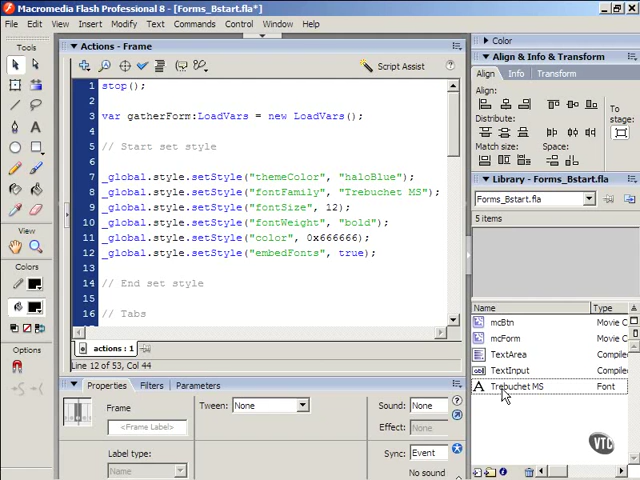 Macromedia Flash Professional 8 - [Forms_Bstart.fla*]
File Edit View Insert Modify Text Commands Control Window Help
Tools
View
Colors
Options
Actions - Frame
Script Assist
1 stop();
2
3 var gatherForm:LoadVars = new LoadVars();
4
5 // Start set style
6
7 _global.style.setStyle("themeColor", "haloBlue");
8 _global.style.setStyle("fontFamily", "Trebuchet MS");
9 _global.style.setStyle("fontSize", 12);
10 _global.style.setStyle("fontWeight", "bold");
11 _global.style.setStyle("color", 0x666666);
12 _global.style.setStyle("embedFonts", true);
13
14 // End set style
15
16 // Tabs
actions : 1
Line 12 of 53, Col 44
Properties Filters Parameters
Frame
<Frame Label>
Label type:
Name
Tween: None
Sound: None
Effect:
Sync: Event
No sound
Color
Align & Info & Transform
Align Info Transform
Align:
Distribute:
Match size:
Space:
To stage:
Library - Forms_Bstart.fla
Forms_Bstart.fla
5 items
Name Type
mcBtn Movie C
mcForm Movie C
TextArea Compile
TextInput Compile
Trebuchet MS Font
VTC